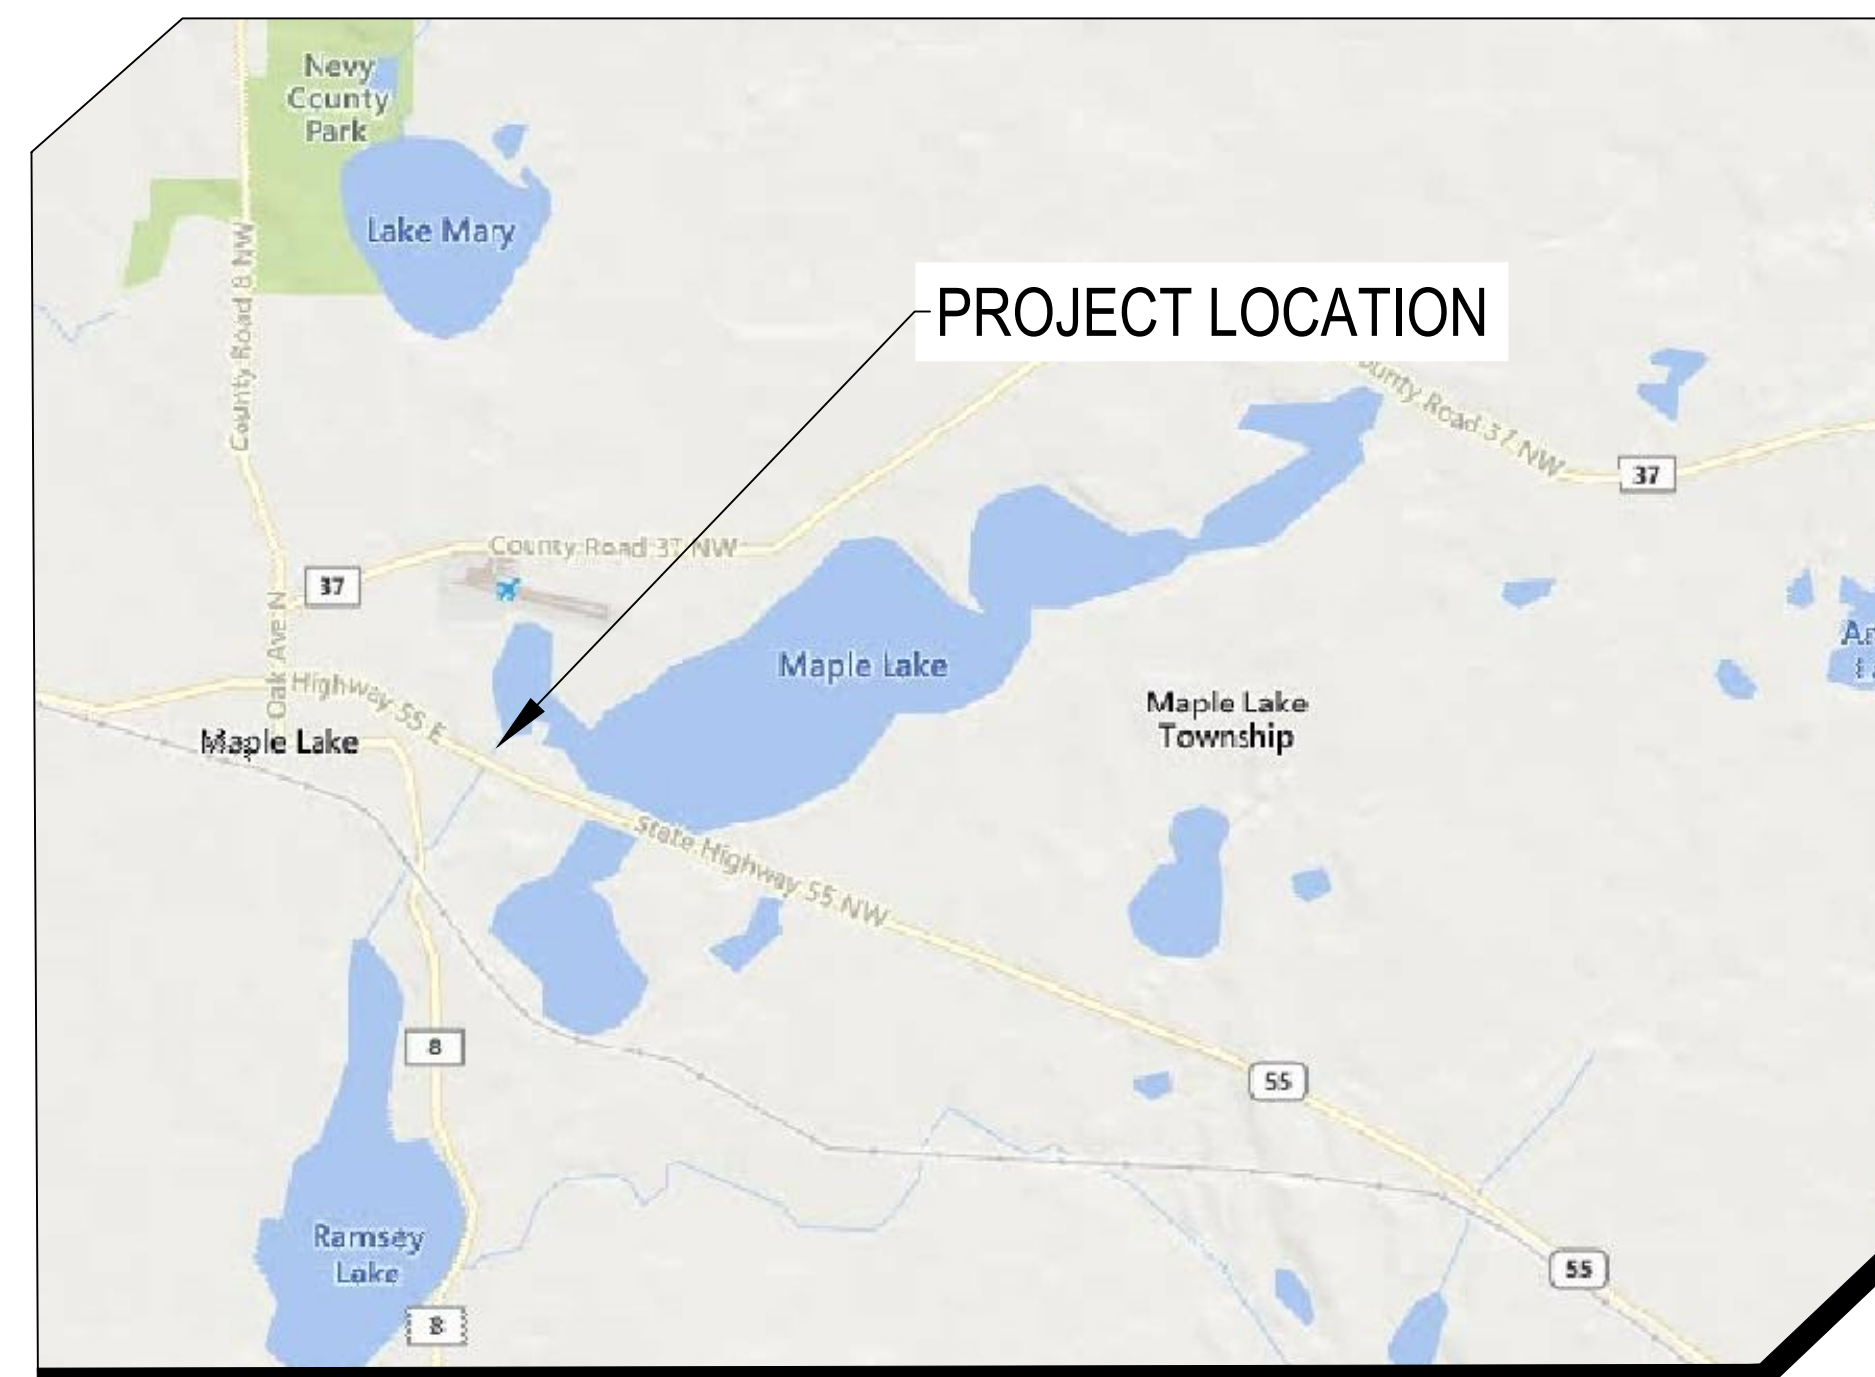 Nevy
County
Park
Lake Mary
County Road 8 NW
PROJECT LOCATION
County Road 37 NW
37
County Road 37 NW
37
Oak Ave N
Highway 55 E
Maple Lake
Maple Lake
Maple Lake
Township
State Highway 55 NW
8
55
Ramsey
Lake
55
8